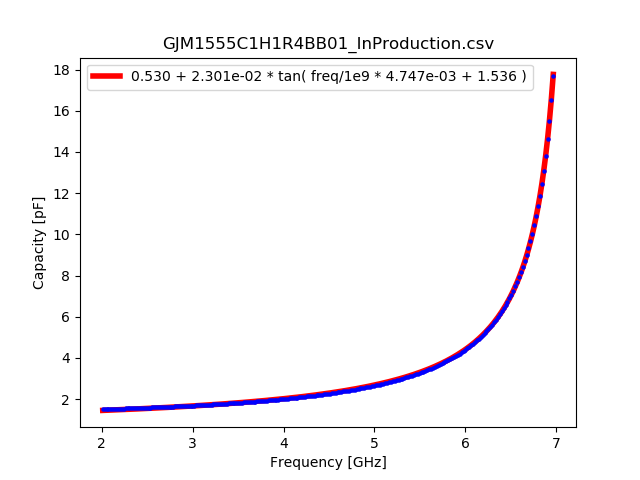 GJM1555C1H1R4BB01_InProduction.csv
0.530 + 2.301e-02 * tan( freq/1e9 * 4.747e-03 + 1.536 )
18
16
14
12
10
8
6
4
2
Capacity [pF]
2 3 4 5 6 7
Frequency [GHz]